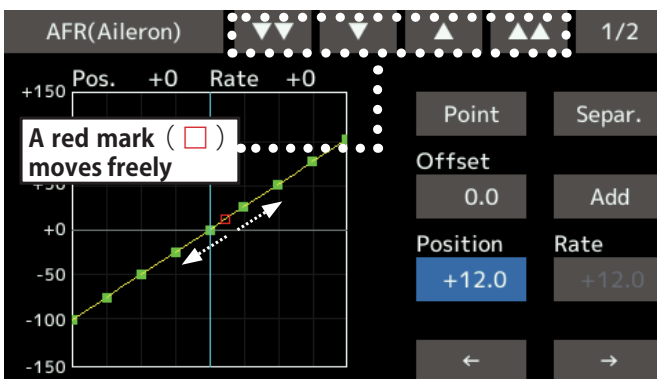 AFR(Aileron) ▼▼ ▼ ▲ ▲▲ 1/2
Pos. +0 Rate +0
+150
A red mark (□)
moves freely
+50
+0
-50
-100
-150
Point Separ.
Offset
0.0 Add
Position Rate
+12.0 +12.0
← →